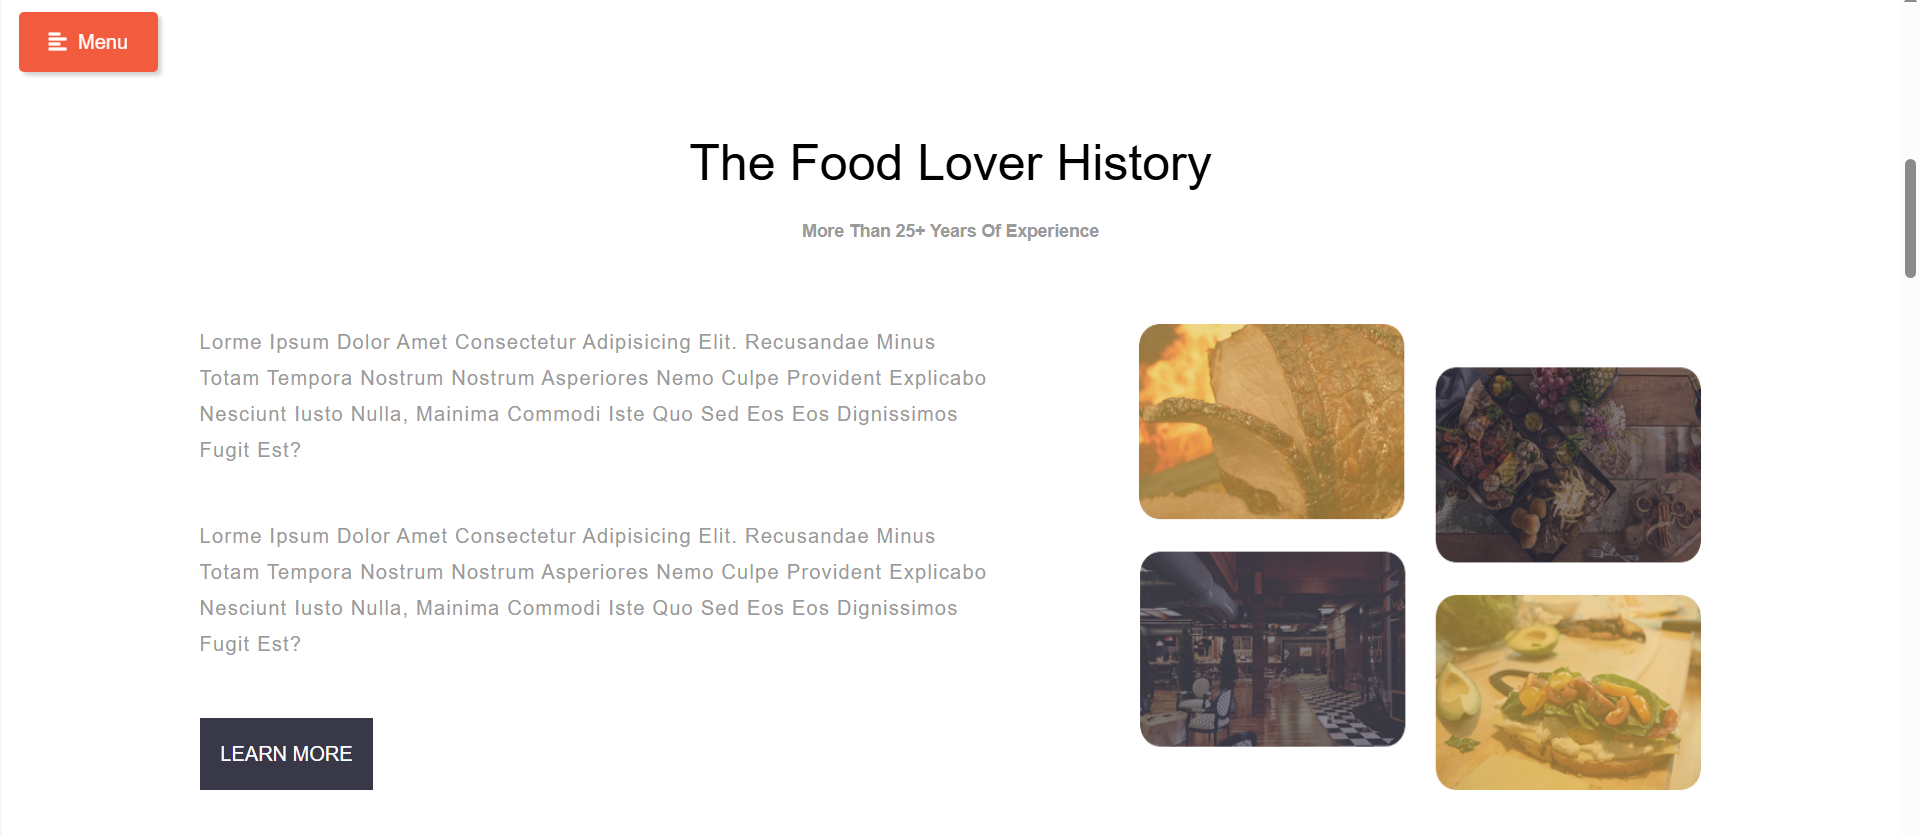 Menu
The Food Lover History
More Than 25+ Years Of Experience
Lorme Ipsum Dolor Amet Consectetur Adipisicing Elit. Recusandae Minus
Totam Tempora Nostrum Nostrum Asperiores Nemo Culpe Provident Explicabo
Nesciunt Iusto Nulla, Mainima Commodi Iste Quo Sed Eos Eos Dignissimos
Fugit Est?
Lorme Ipsum Dolor Amet Consectetur Adipisicing Elit. Recusandae Minus
Totam Tempora Nostrum Nostrum Asperiores Nemo Culpe Provident Explicabo
Nesciunt Iusto Nulla, Mainima Commodi Iste Quo Sed Eos Eos Dignissimos
Fugit Est?
LEARN MORE